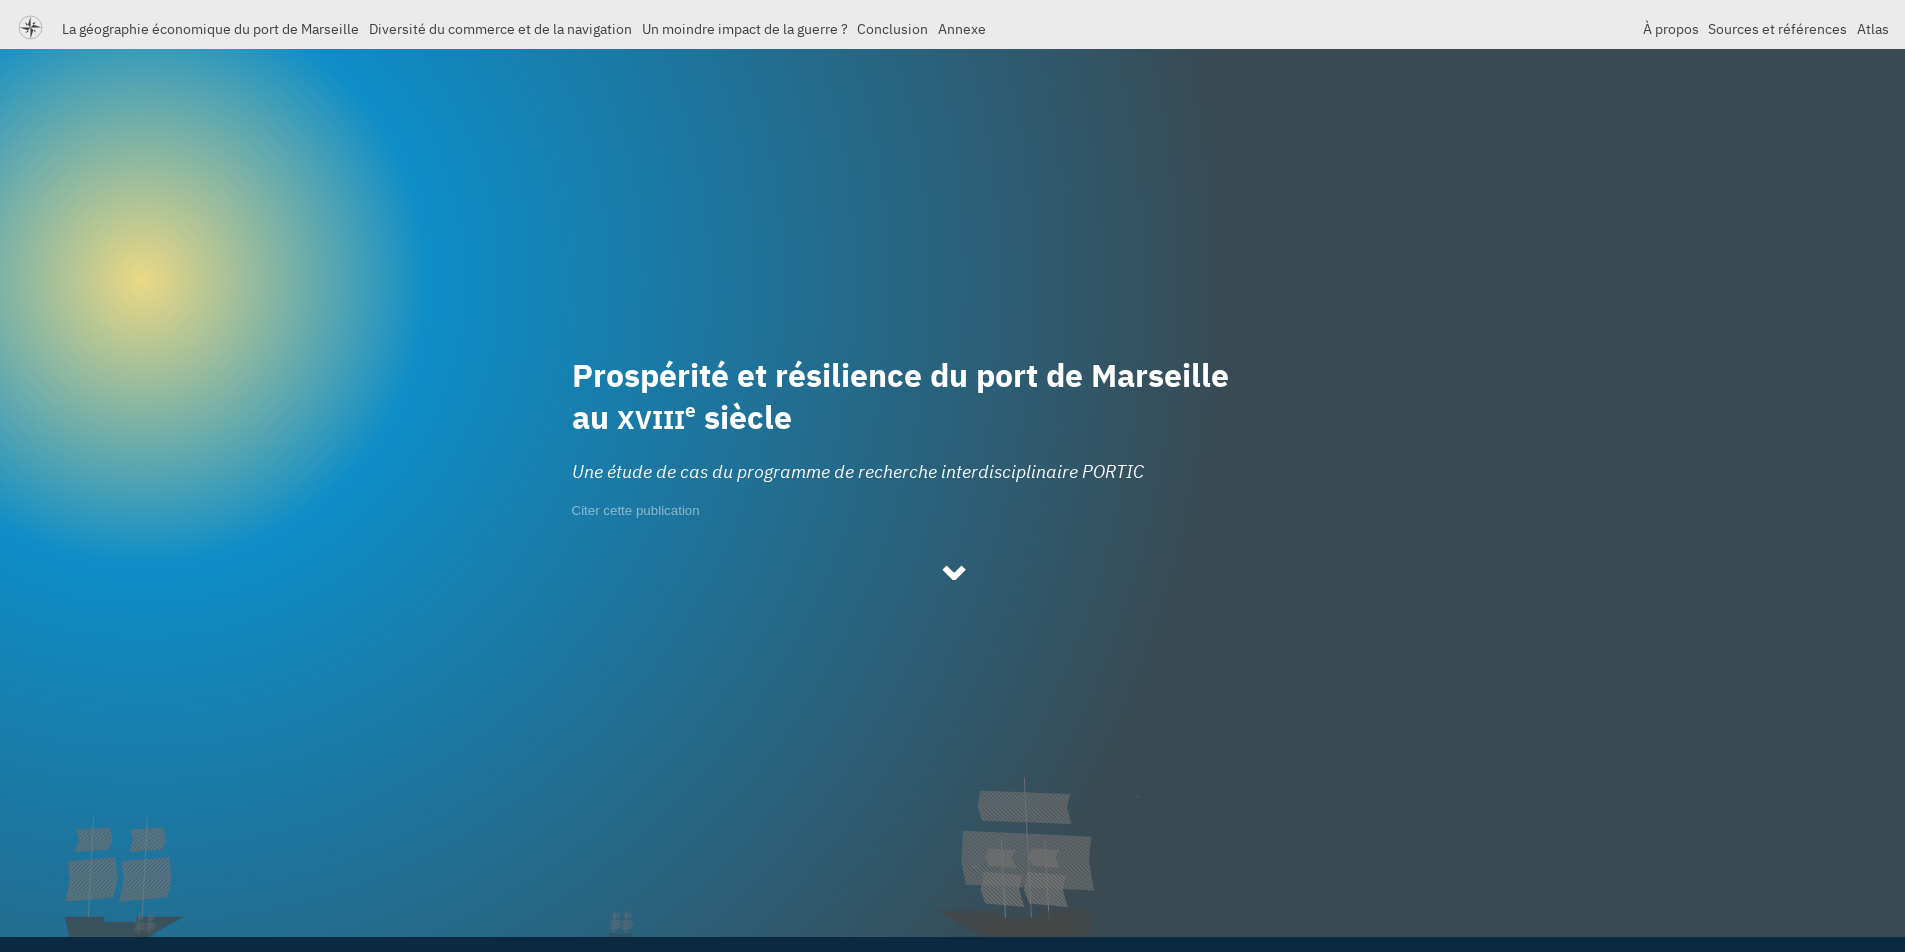 La géographie économique du port de Marseille Diversité du commerce et de la navigation Un moindre impact de la guerre ? Conclusion Annexe À propos Sources et références Atlas
Prospérité et résilience du port de Marseille
au XVIIIe siècle
Une étude de cas du programme de recherche interdisciplinaire PORTIC
Citer cette publication